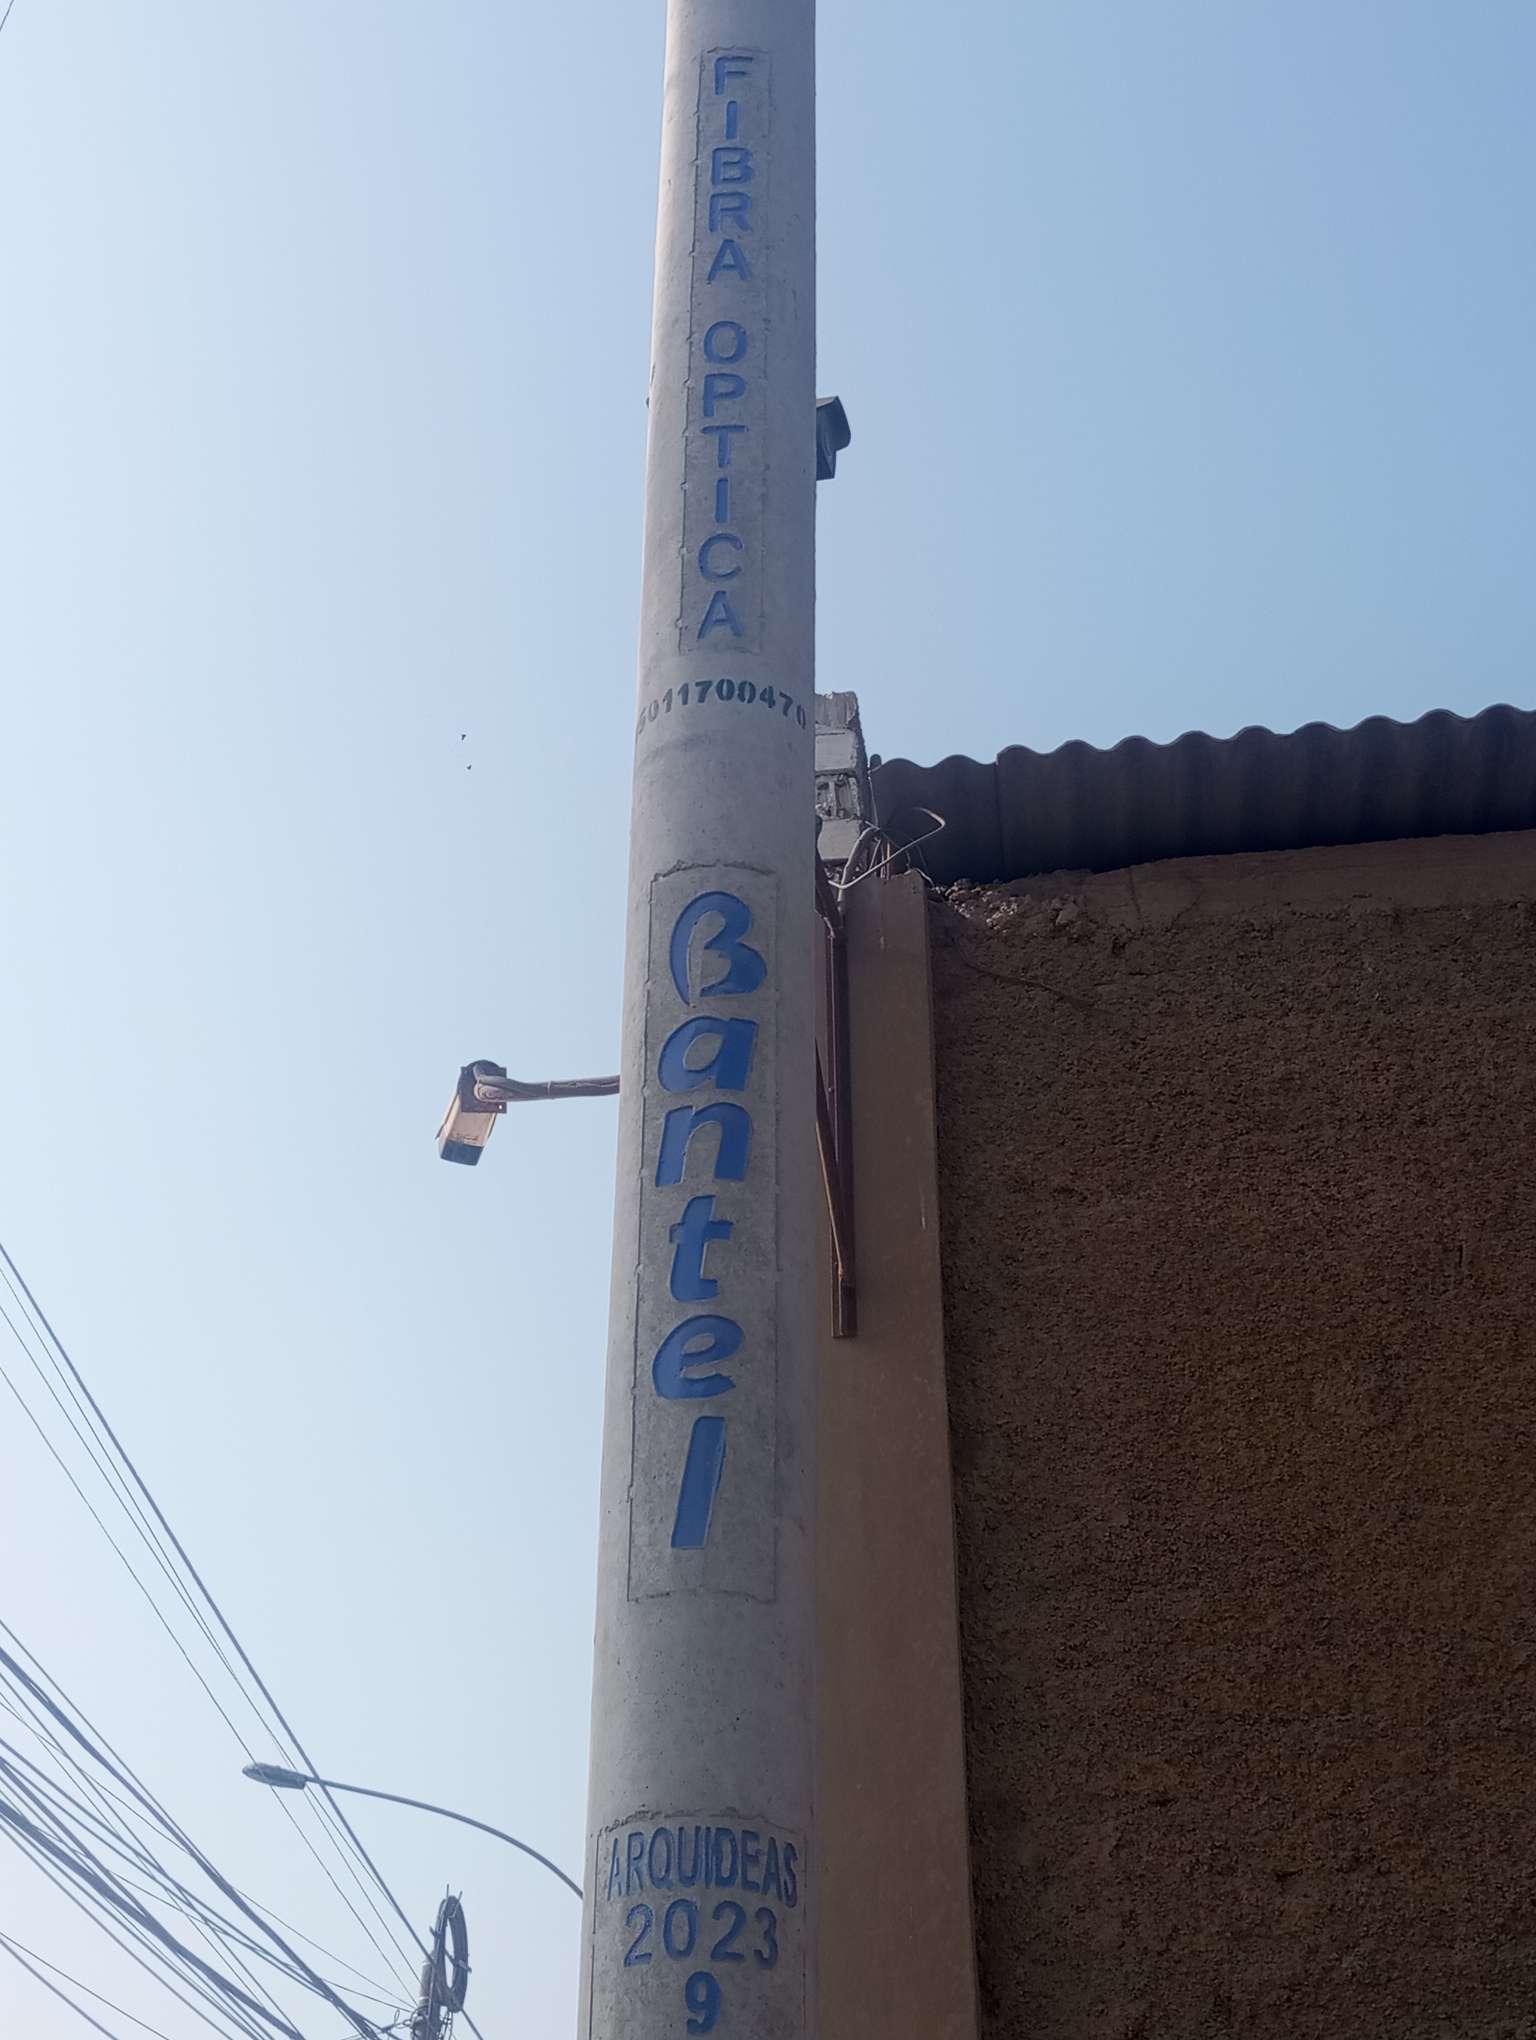 FIBRA OPTICA
Bantel
ARQUIDEAS
2023
9